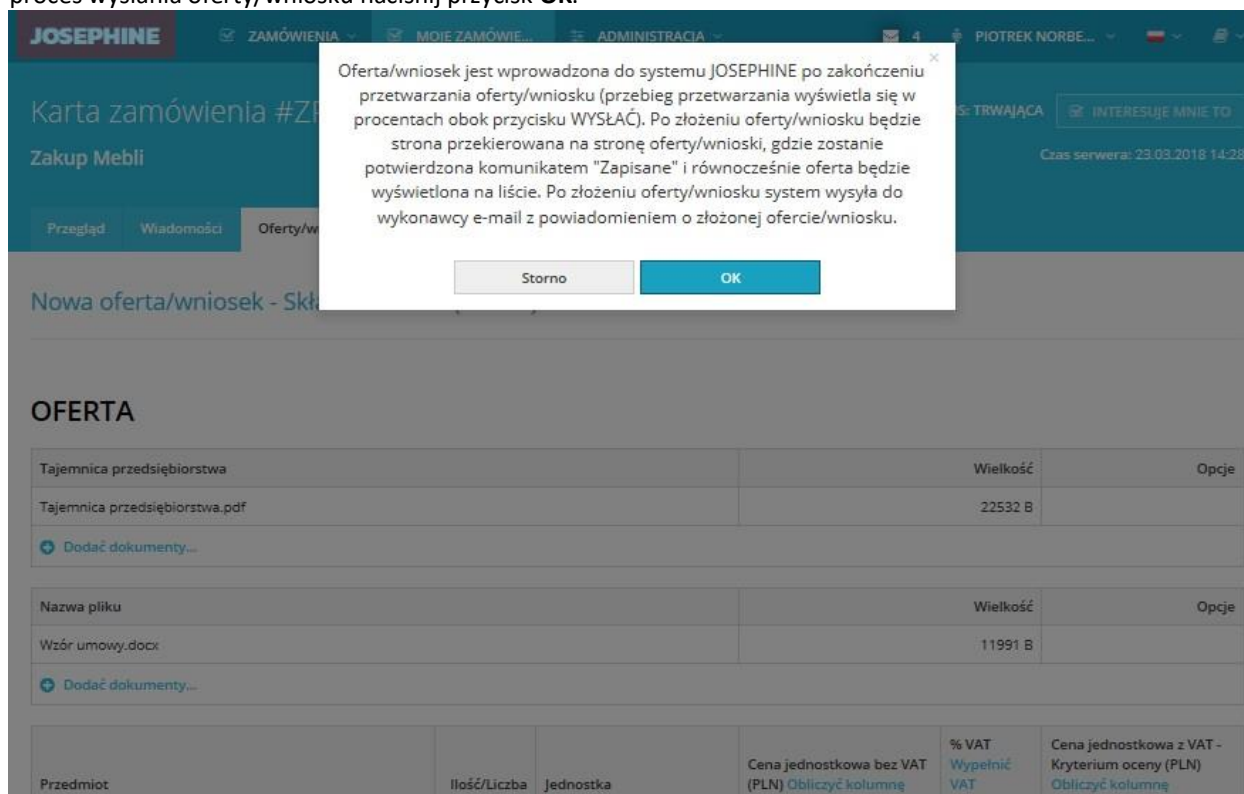 proces wysłania oferty/wniosku naciśnij przycisk OK.
JOSEPHINE ZAMÓWIENIA MOJE ZAMÓWIE... ADMINISTRACJA 4 PIOTREK NORBE...
Oferta/wniosek jest wprowadzona do systemu JOSEPHINE po zakończeniu
przetwarzania oferty/wniosku (przebieg przetwarzania wyświetla się w
procentach obok przycisku WYSŁAĆ). Po złożeniu oferty/wniosku będzie
strona przekierowana na stronę oferty/wnioski, gdzie zostanie
potwierdzona komunikatem "Zapisane" i równocześnie oferta będzie
wyświetlona na liście. Po złożeniu oferty/wniosku system wysyła do
wykonawcy e-mail z powiadomieniem o złożonej ofercie/wniosku.
Storno OK
Karta zamówienia #ZP
TRWAJĄCA INTERESUJE MNIE TO
Zakup Mebli
Czas serwera: 23.03.2018 14:28
Przegląd Wiadomości Oferty/w
Nowa oferta/wniosek - Skł
OFERTA
Tajemnica przedsiębiorstwa Wielkość Opcje
Tajemnica przedsiębiorstwa.pdf 22532 B
Dodać dokumenty...
Nazwa pliku Wielkość Opcje
Wzór umowy.docx 11991 B
Dodać dokumenty...
Przedmiot Ilość/Liczba Jednostka Cena jednostkowa bez VAT (PLN) Obliczyć kolumnę % VAT Wypełnić VAT Cena jednostkowa z VAT - Kryterium oceny (PLN) Obliczyć kolumnę